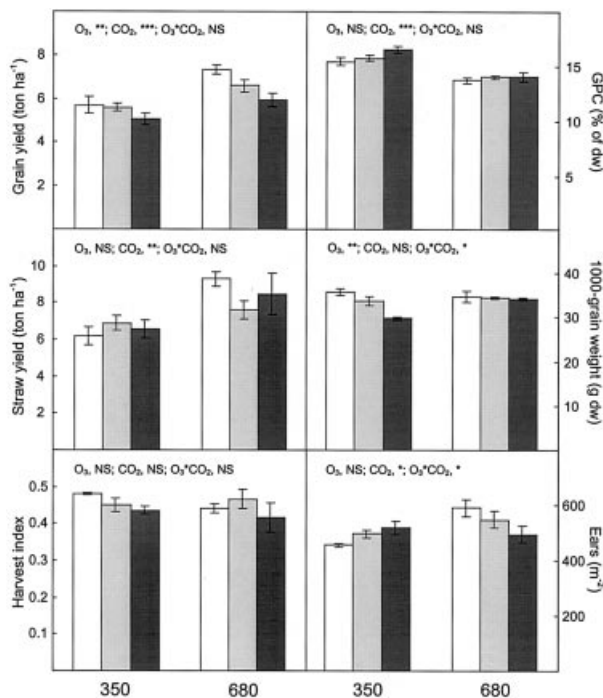 O₃, **; CO₂, ***; O₃*CO₂, NS
O₃, NS; CO₂, ***; O₃*CO₂, NS
Grain yield (ton ha⁻¹)
8
6
4
2
15
10
5
GPC (% of dw)
O₃, NS; CO₂, **; O₃*CO₂, NS
O₃, **; CO₂, NS; O₃*CO₂, *
Straw yield (ton ha⁻¹)
10
8
6
4
2
40
30
20
10
1000-grain weight (g dw)
O₃, NS; CO₂, NS; O₃*CO₂, NS
O₃, NS; CO₂, *; O₃*CO₂, *
Harvest index
0.5
0.4
0.3
0.2
0.1
600
400
200
Ears (m⁻²)
350 680 350 680